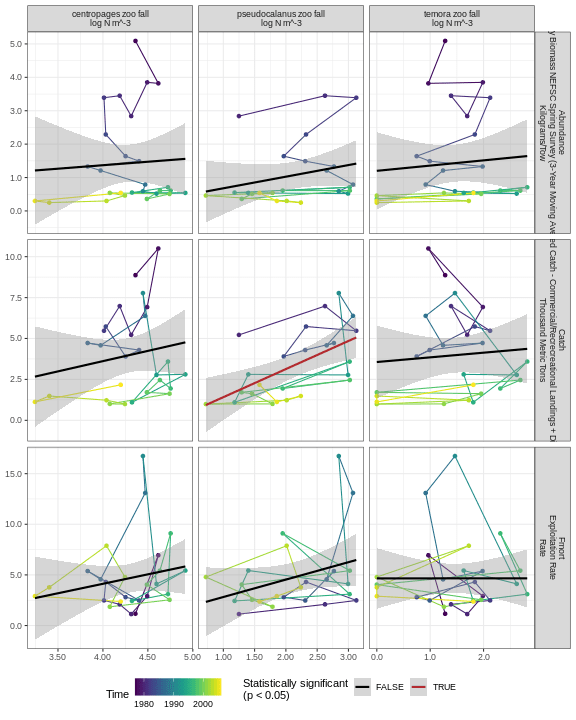 centropages zoo fall
log N m^-3
pseudocalanus zoo fall
log N m^-3
temora zoo fall
log N m^-3
5.0
4.0
3.0
2.0
1.0
0.0
Abundance
Biomass NEFSC Spring Survey (3-Year Moving
Kilograms/Tow
10.0
7.5
5.0
2.5
0.0
Catch
Catch - Commercial/Recreational Landings +
Thousand Metric Tons
15.0
10.0
5.0
0.0
Fmort
Exploitation Rate
Rate
3.50 4.00 4.50 5.00
1.00 1.50 2.00 2.50 3.00
0.0 1.0 2.0
Time
1980 1990 2000
Statistically significant
(p < 0.05)
FALSE
TRUE